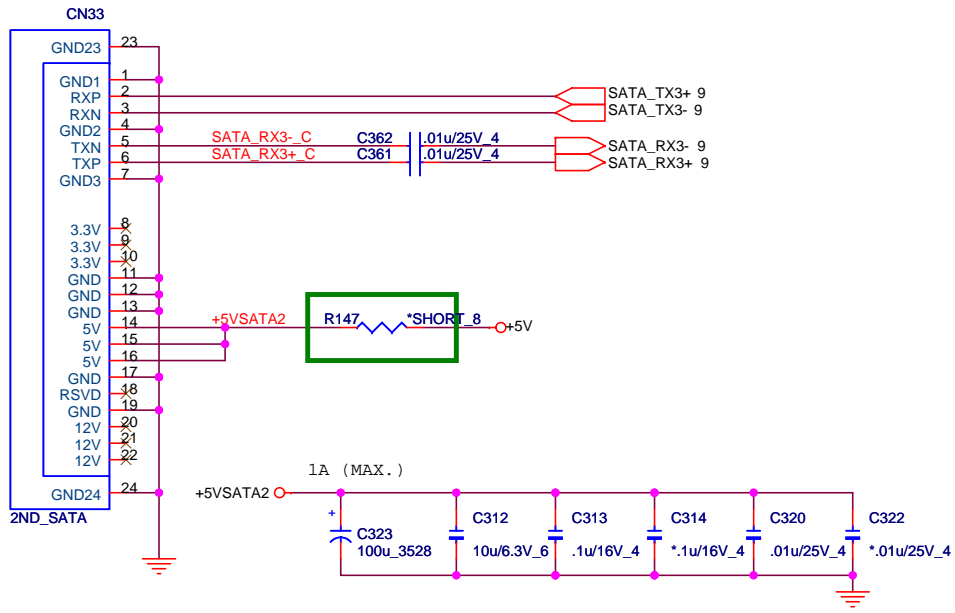 CN33
GND23 23
GND1 1
RXP 2 SATA_TX3+ 9
RXN 3 SATA_TX3- 9
GND2 4
TXN 5 SATA_RX3-_C C362 .01u/25V_4 SATA_RX3- 9
TXP 6 SATA_RX3+_C C361 .01u/25V_4 SATA_RX3+ 9
GND3 7
3.3V 8
3.3V 9
3.3V 10
GND 11
GND 12
GND 13
5V 14 +5VSATA2 R147 *SHORT_8 +5V
5V 15
5V 16
GND 17
RSVD 18
GND 19
12V 20
12V 21
12V 22
GND24 24
2ND_SATA
1A (MAX.)
+5VSATA2
+
C323
100u_3528
C312
10u/6.3V_6
C313
.1u/16V_4
C314
*.1u/16V_4
C320
.01u/25V_4
C322
*.01u/25V_4